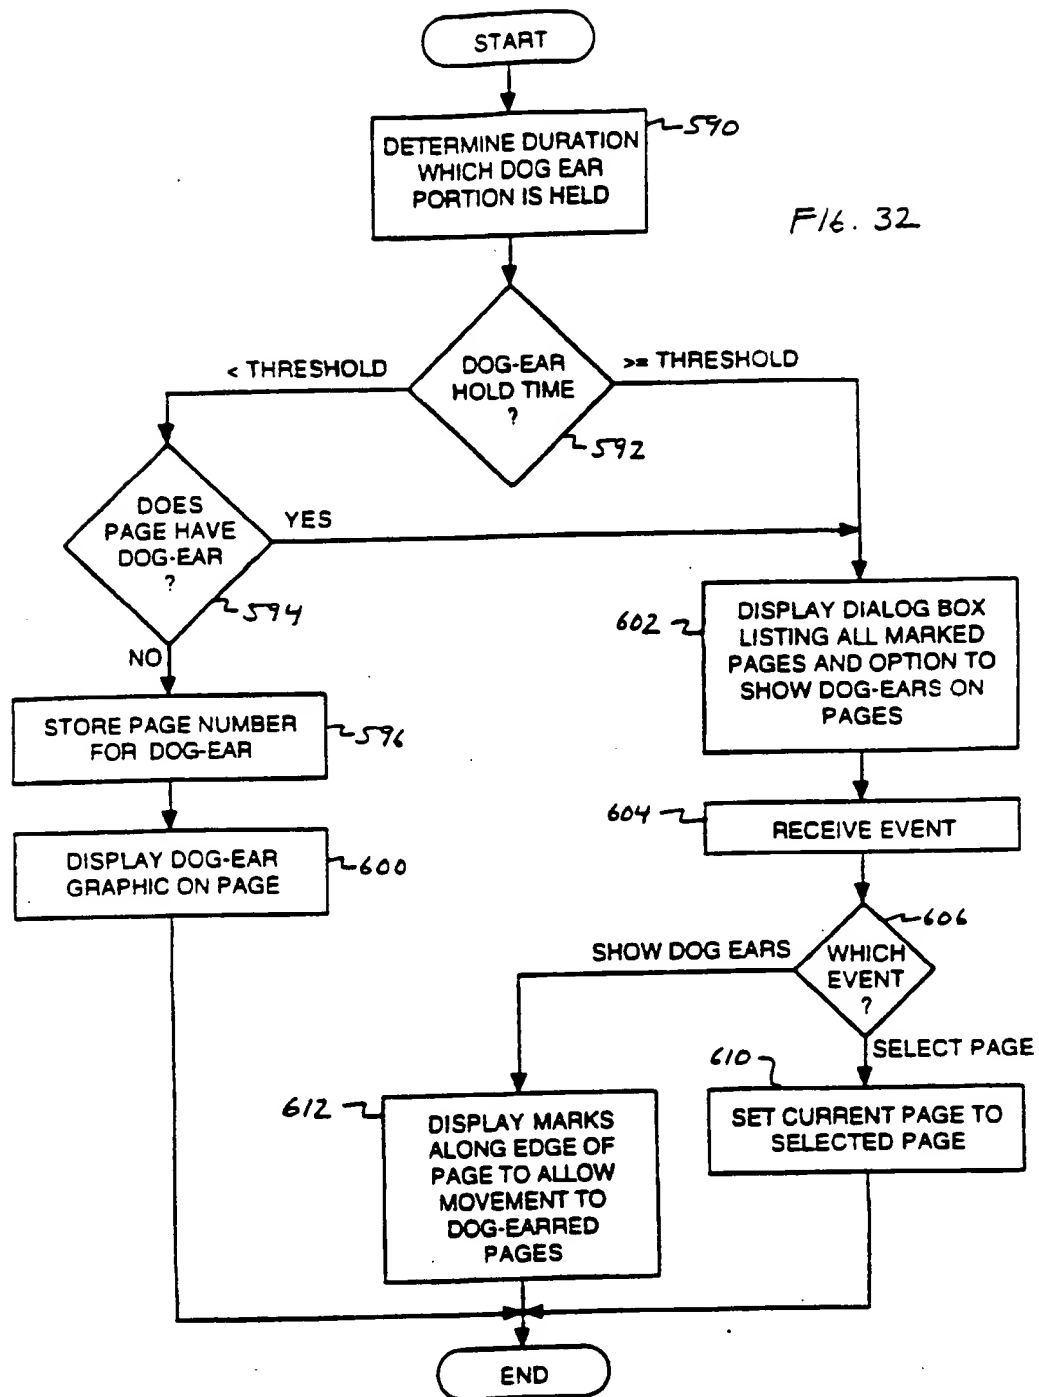 START
DETERMINE DURATION
WHICH DOG EAR
PORTION IS HELD
590
FIG. 32
DOG-EAR
HOLD TIME
?
592
< THRESHOLD
>= THRESHOLD
DOES
PAGE HAVE
DOG-EAR
?
594
YES
NO
STORE PAGE NUMBER
FOR DOG-EAR
596
DISPLAY DOG-EAR
GRAPHIC ON PAGE
600
602
DISPLAY DIALOG BOX
LISTING ALL MARKED
PAGES AND OPTION TO
SHOW DOG-EARS ON
PAGES
604
RECEIVE EVENT
606
WHICH
EVENT
?
SHOW DOG EARS
SELECT PAGE
610
SET CURRENT PAGE TO
SELECTED PAGE
612
DISPLAY MARKS
ALONG EDGE OF
PAGE TO ALLOW
MOVEMENT TO
DOG-EARRED
PAGES
END